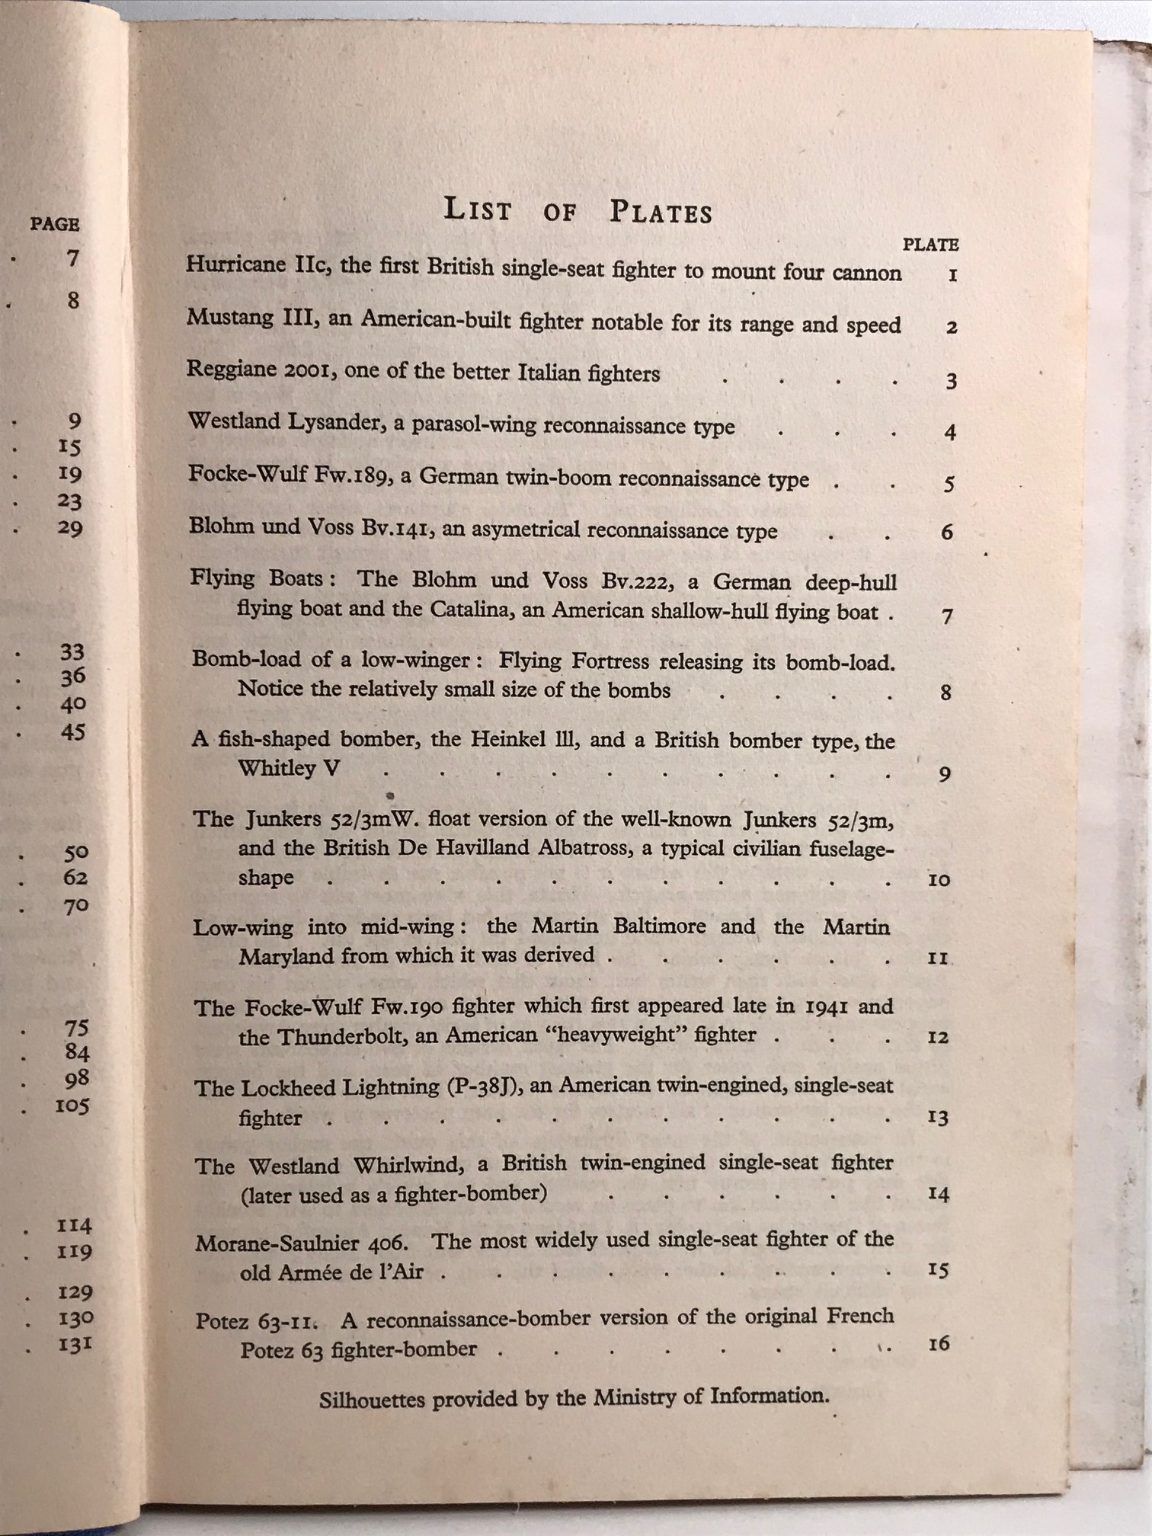 PAGE
7
8
9
15
19
23
29
33
36
40
45
50
62
70
75
84
98
105
114
119
129
130
131
LIST OF PLATES
PLATE
Hurricane IIc, the first British single-seat fighter to mount four cannon 1
Mustang III, an American-built fighter notable for its range and speed 2
Reggiane 2001, one of the better Italian fighters . . . . 3
Westland Lysander, a parasol-wing reconnaissance type . . . 4
Focke-Wulf Fw.189, a German twin-boom reconnaissance type . . 5
Blohm und Voss Bv.141, an asymetrical reconnaissance type . . 6
Flying Boats: The Blohm und Voss Bv.222, a German deep-hull
flying boat and the Catalina, an American shallow-hull flying boat . 7
Bomb-load of a low-winger: Flying Fortress releasing its bomb-load.
Notice the relatively small size of the bombs . . . . 8
A fish-shaped bomber, the Heinkel 111, and a British bomber type, the
Whitley V . . . . . . . . . . 9
The Junkers 52/3mW. float version of the well-known Junkers 52/3m,
and the British De Havilland Albatross, a typical civilian fuselage-
shape . . . . . . . . . . . 10
Low-wing into mid-wing: the Martin Baltimore and the Martin
Maryland from which it was derived . . . . . . 11
The Focke-Wulf Fw.190 fighter which first appeared late in 1941 and
the Thunderbolt, an American “heavyweight” fighter . . . 12
The Lockheed Lightning (P-38J), an American twin-engined, single-seat
fighter . . . . . . . . . . . 13
The Westland Whirlwind, a British twin-engined single-seat fighter
(later used as a fighter-bomber) . . . . . . 14
Morane-Saulnier 406. The most widely used single-seat fighter of the
old Armée de l’Air . . . . . . . . . 15
Potez 63-11. A reconnaissance-bomber version of the original French
Potez 63 fighter-bomber . . . . . . . . 16
Silhouettes provided by the Ministry of Information.